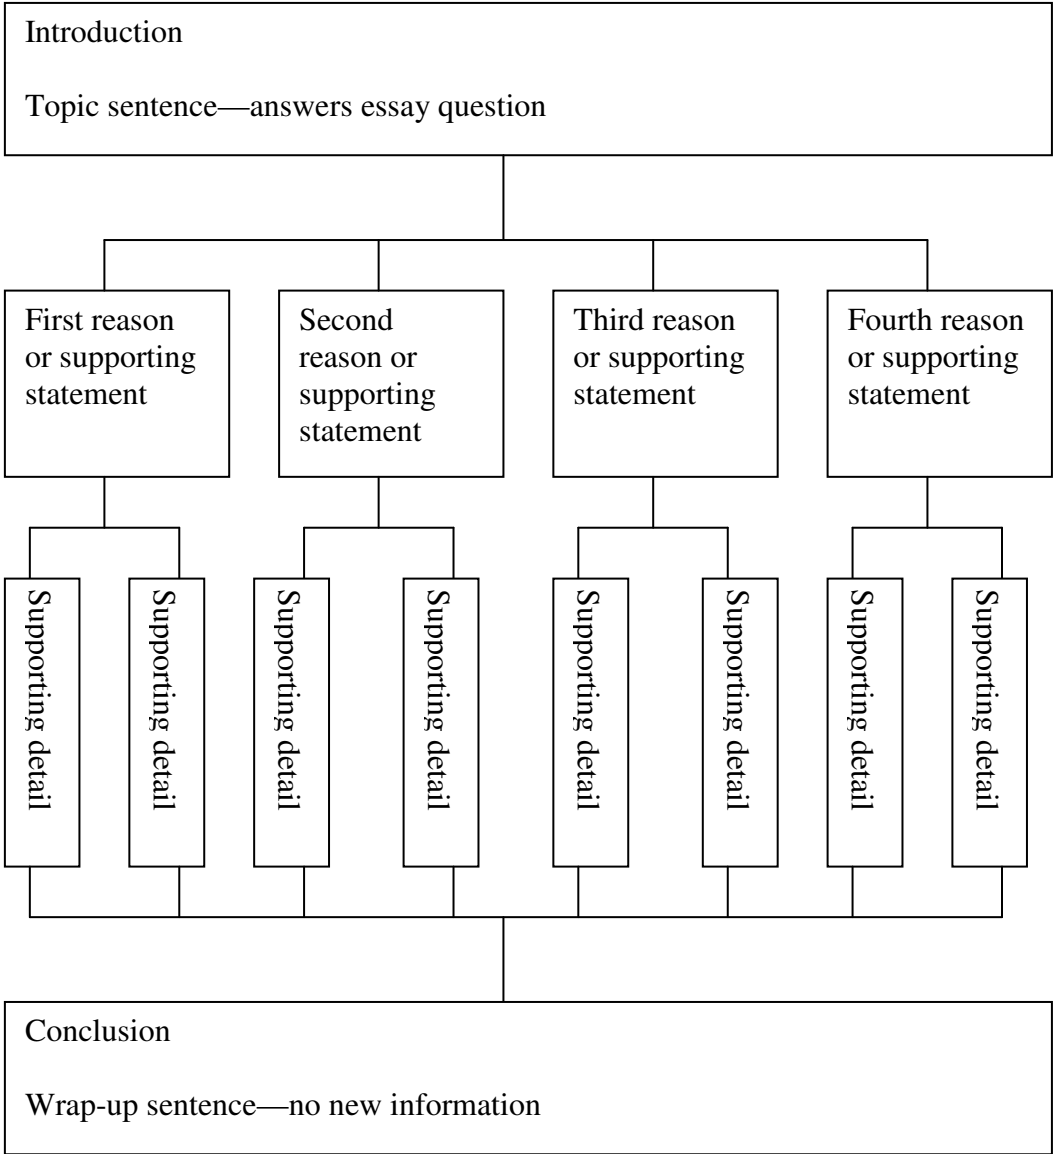 Introduction
Topic sentence—answers essay question
First reason
or supporting
statement
Second
reason or
supporting
statement
Third reason
or supporting
statement
Fourth reason
or supporting
statement
Supporting detail
Supporting detail
Supporting detail
Supporting detail
Supporting detail
Supporting detail
Supporting detail
Supporting detail
Conclusion
Wrap-up sentence—no new information